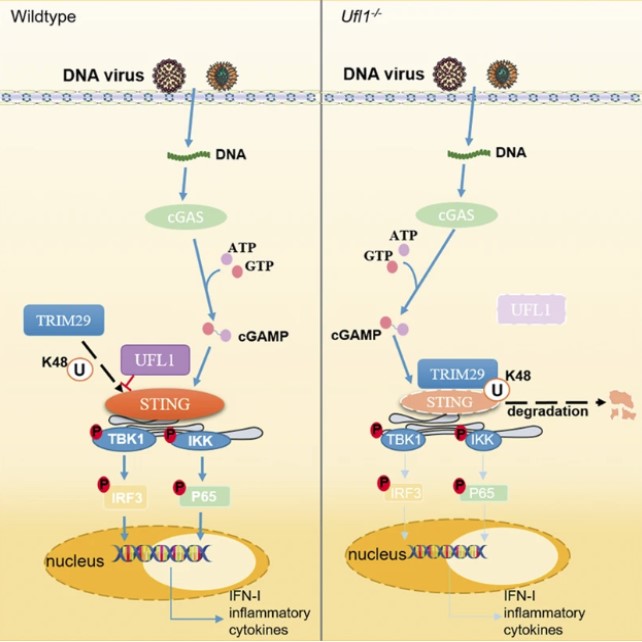 Wildtype
DNA virus
DNA
cGAS
ATP
GTP
cGAMP
TRIM29
K48
U
UFL1
STING
P
TBK1
P
IKK
P
IRF3
P
P65
nucleus
IFN-I
inflammatory
cytokines
Ufl1-/-
DNA virus
DNA
cGAS
ATP
GTP
UFL1
cGAMP
TRIM29
K48
U
STING
degradation
P
TBK1
P
IKK
P
IRF3
P
P65
nucleus
IFN-I
inflammatory
cytokines